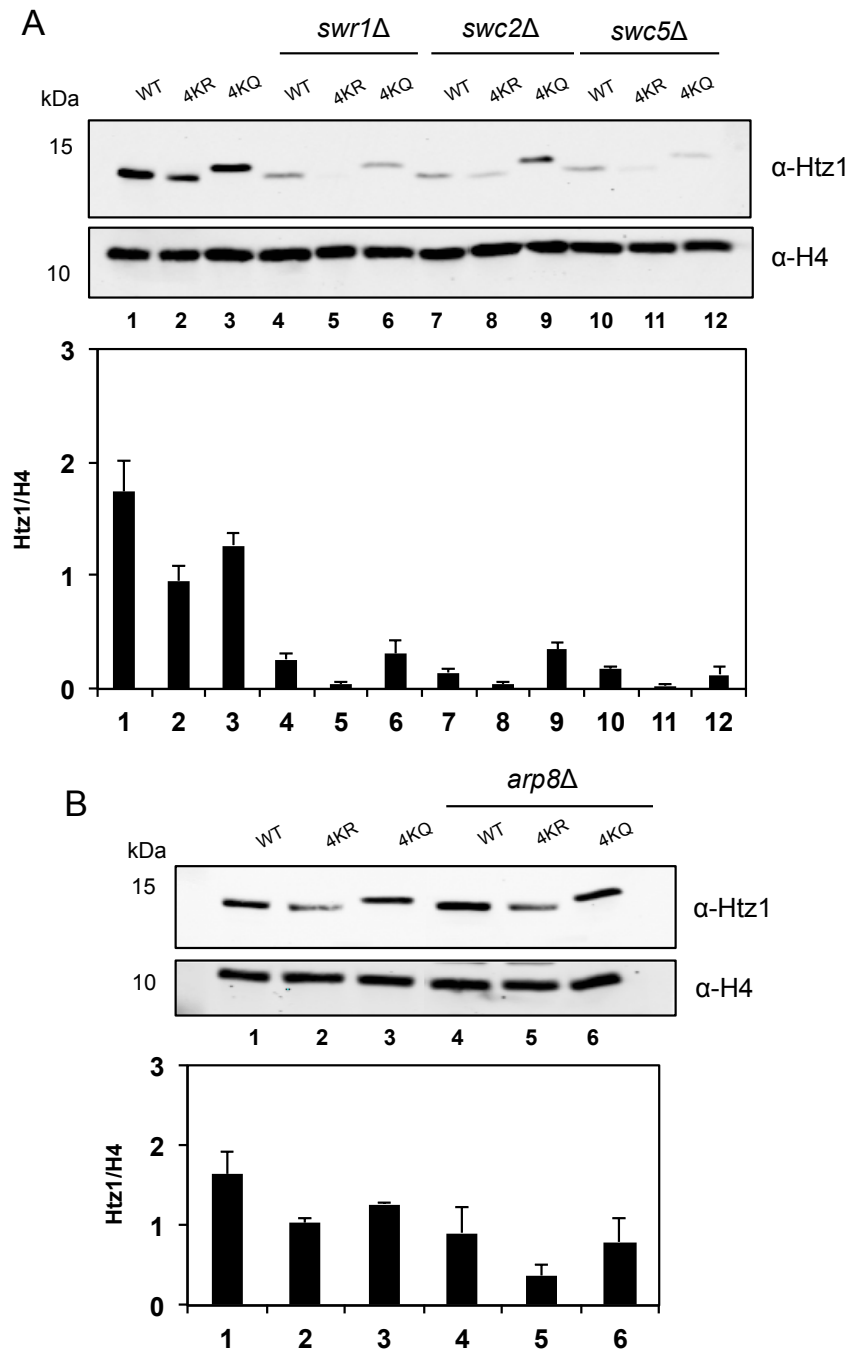 A
swr1Δ swc2Δ swc5Δ
WT 4KR 4KQ WT 4KR 4KQ WT 4KR 4KQ WT 4KR 4KQ
kDa
15
α-Htz1
α-H4
10
1 2 3 4 5 6 7 8 9 10 11 12
3
2
1
0
Htz1/H4
1 2 3 4 5 6 7 8 9 10 11 12
B
arp8Δ
WT 4KR 4KQ WT 4KR 4KQ
kDa
15
α-Htz1
10
α-H4
1 2 3 4 5 6
3
2
1
0
Htz1/H4
1 2 3 4 5 6